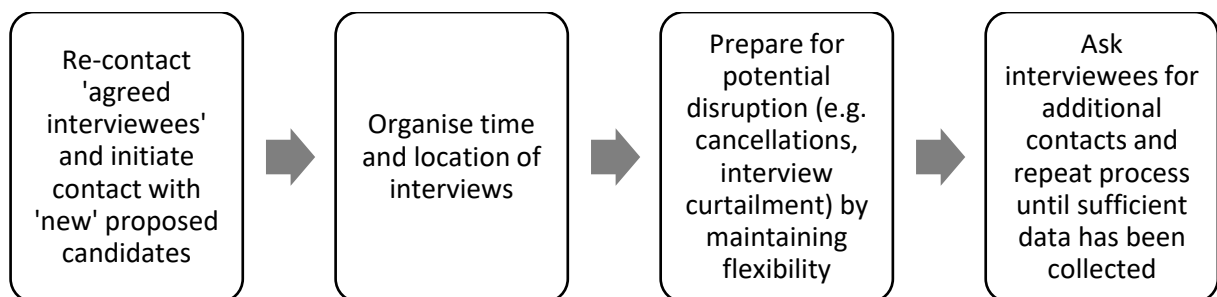 Re-contact
'agreed
interviewees'
and initiate
contact with
'new' proposed
candidates
Organise time
and location of
interviews
Prepare for
potential
disruption (e.g.
cancellations,
interview
curtailment) by
maintaining
flexibility
Ask
interviewees for
additional
contacts and
repeat process
until sufficient
data has been
collected